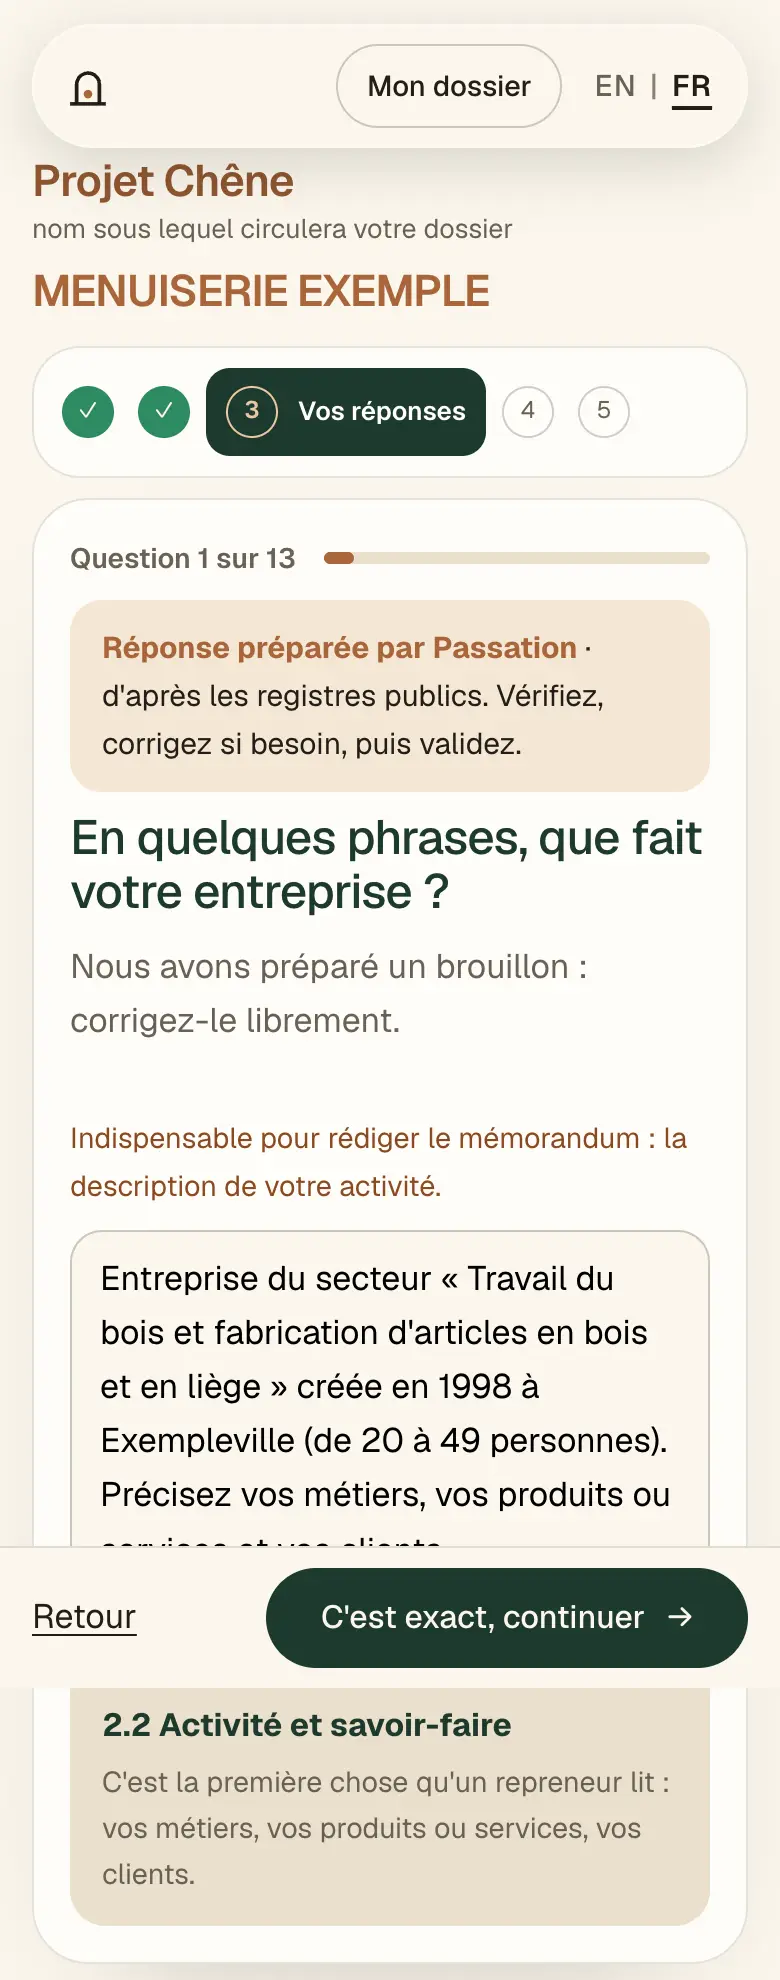 Mon dossier
EN | FR
Projet Chêne
nom sous lequel circulera votre dossier
MENUISERIE EXEMPLE
3 Vos réponses 4 5
Question 1 sur 13
Réponse préparée par Passation ·
d'après les registres publics. Vérifiez,
corrigez si besoin, puis validez.
En quelques phrases, que fait
votre entreprise ?
Nous avons préparé un brouillon :
corrigez-le librement.
Indispensable pour rédiger le mémorandum : la
description de votre activité.
Entreprise du secteur « Travail du
bois et fabrication d'articles en bois
et en liège » créée en 1998 à
Exempleville (de 20 à 49 personnes).
Précisez vos métiers, vos produits ou
services et vos clients.
Retour
C'est exact, continuer →
2.2 Activité et savoir-faire
C'est la première chose qu'un repreneur lit :
vos métiers, vos produits ou services, vos
clients.